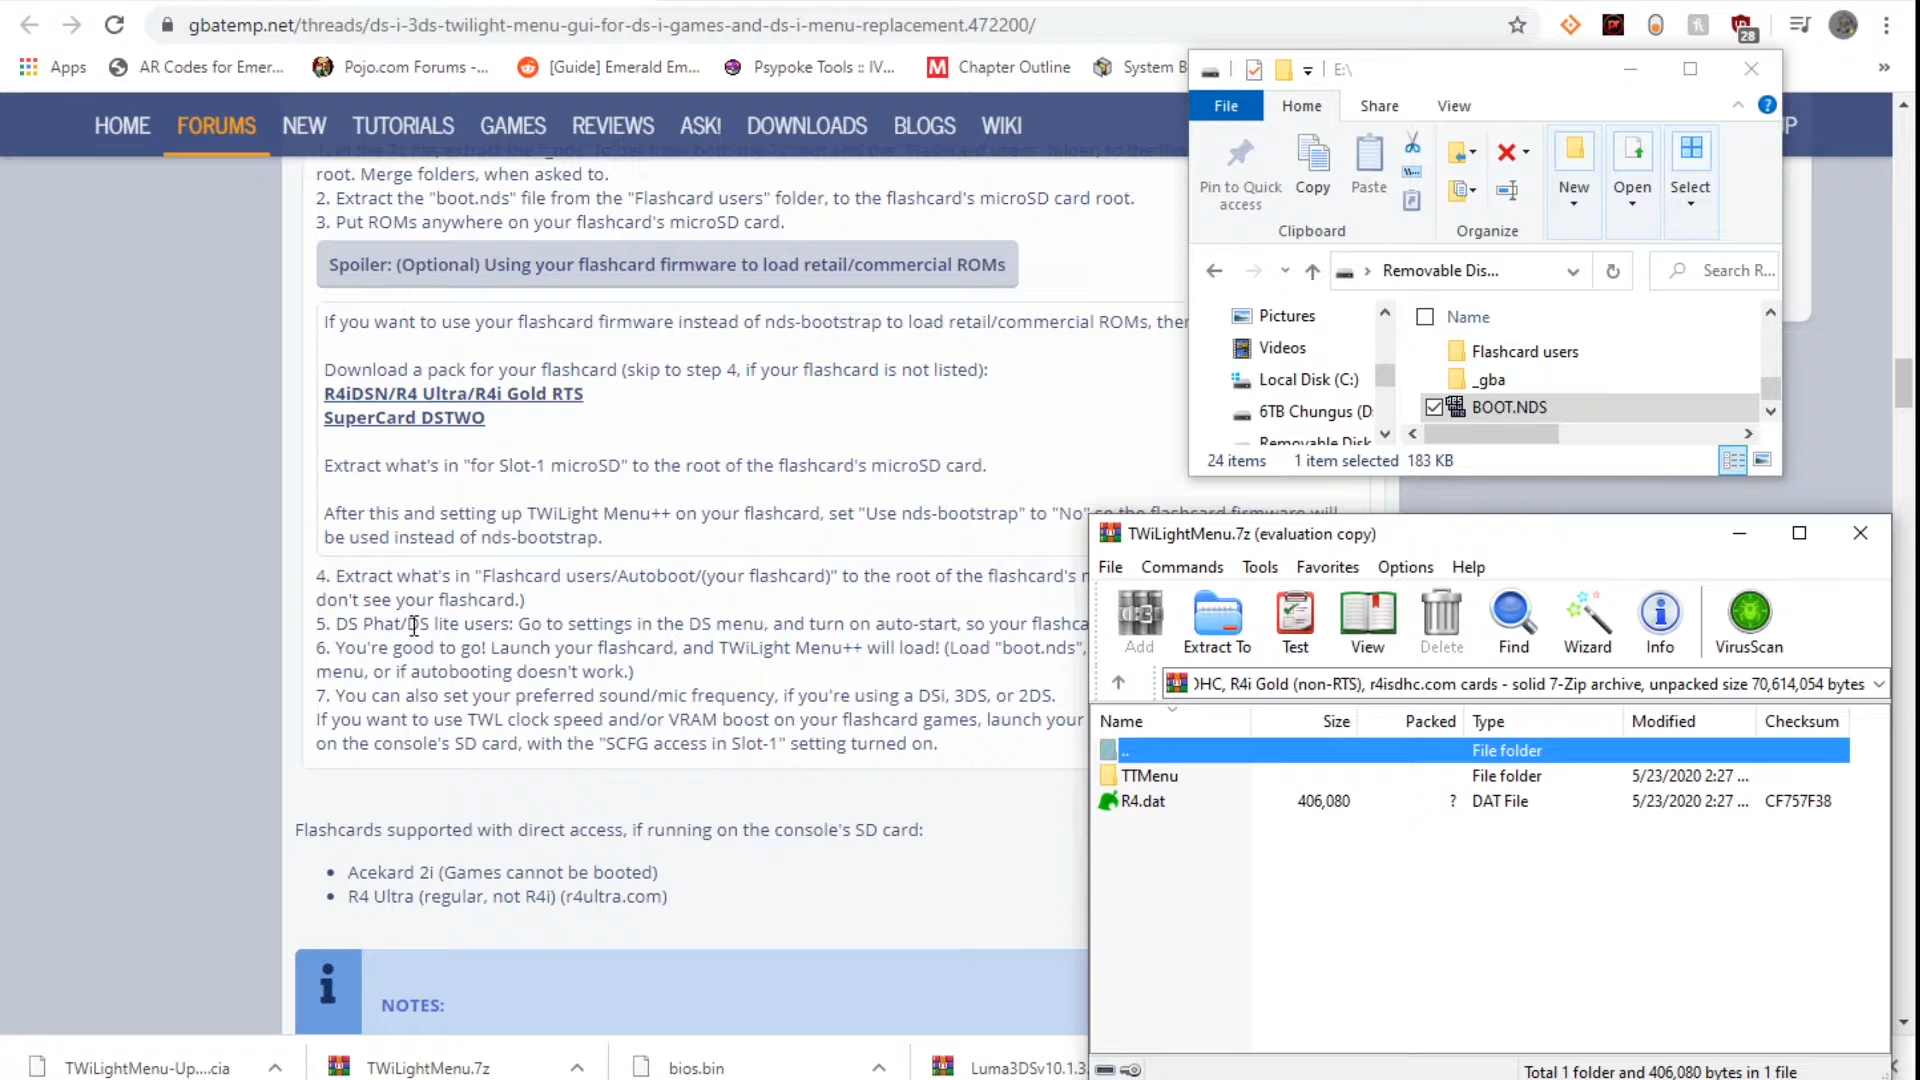 gbatemp.net/threads/ds-i-3ds-twilight-menu-gui-for-ds-i-games-and-ds-i-menu-replacement.472200/
28
Apps
AR Codes for Emer...
Pojo.com Forums -...
[Guide] Emerald Em...
Psypoke Tools :: IV...
Chapter Outline
System B
HOME FORUMS NEW TUTORIALS GAMES REVIEWS ASK! DOWNLOADS BLOGS WIKI
root. Merge folders, when asked to.
2. Extract the "boot.nds" file from the "Flashcard users" folder, to the flashcard's microSD card root.
3. Put ROMs anywhere on your flashcard's microSD card.
Spoiler: (Optional) Using your flashcard firmware to load retail/commercial ROMs
If you want to use your flashcard firmware instead of nds-bootstrap to load retail/commercial ROMs, ther
Download a pack for your flashcard (skip to step 4, if your flashcard is not listed):
R4iDSN/R4 Ultra/R4i Gold RTS
SuperCard DSTWO
Extract what's in "for Slot-1 microSD" to the root of the flashcard's microSD card.
After this and setting up TWiLight Menu++ on your flashcard, set "Use nds-bootstrap" to "No" so the flashcard firmware will
be used instead of nds-bootstrap.
4. Extract what's in "Flashcard users/Autoboot/(your flashcard)" to the root of the flashcard's
don't see your flashcard.)
5. DS Phat/DS lite users: Go to settings in the DS menu, and turn on auto-start, so your flashca
6. You're good to go! Launch your flashcard, and TWiLight Menu++ will load! (Load "boot.nds",
menu, or if autobooting doesn't work.)
7. You can also set your preferred sound/mic frequency, if you're using a DSi, 3DS, or 2DS.
If you want to use TWL clock speed and/or VRAM boost on your flashcard games, launch your
on the console's SD card, with the "SCFG access in Slot-1" setting turned on.
Flashcards supported with direct access, if running on the console's SD card:
• Acekard 2i (Games cannot be booted)
• R4 Ultra (regular, not R4i) (r4ultra.com)
NOTES:
E:\
File Home Share View
Pin to Quick access
Copy
Paste
New
Open
Select
Clipboard
Organize
Removable Dis...
Search R...
Pictures
Videos
Local Disk (C:)
6TB Chungus (D:
Removable Disk
Name
Flashcard users
_gba
BOOT.NDS
24 items 1 item selected 183 KB
TWiLightMenu.7z (evaluation copy)
File Commands Tools Favorites Options Help
Add Extract To Test View Delete Find Wizard Info VirusScan
DHC, R4i Gold (non-RTS), r4isdhc.com cards - solid 7-Zip archive, unpacked size 70,614,054 bytes
Name Size Packed Type Modified Checksum
.. File folder
TTMenu File folder 5/23/2020 2:27 ...
R4.dat 406,080 ? DAT File 5/23/2020 2:27 ... CF757F38
Total 1 folder and 406,080 bytes in 1 file
TWiLightMenu-Up....cia
TWiLightMenu.7z
bios.bin
Luma3DSv10.1.3